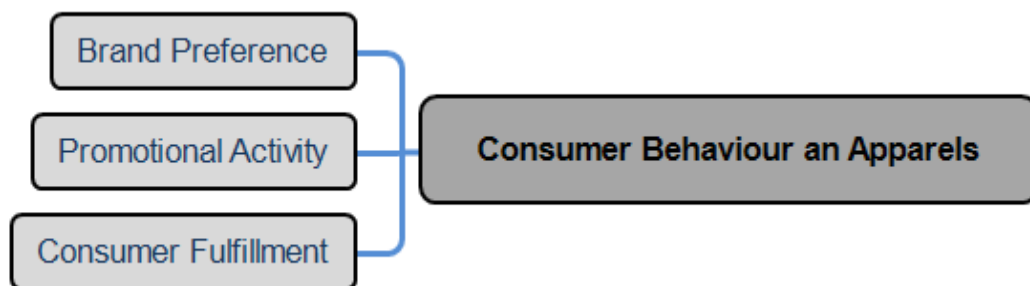 Brand Preference
Promotional Activity
Consumer Behaviour an Apparels
Consumer Fulfillment